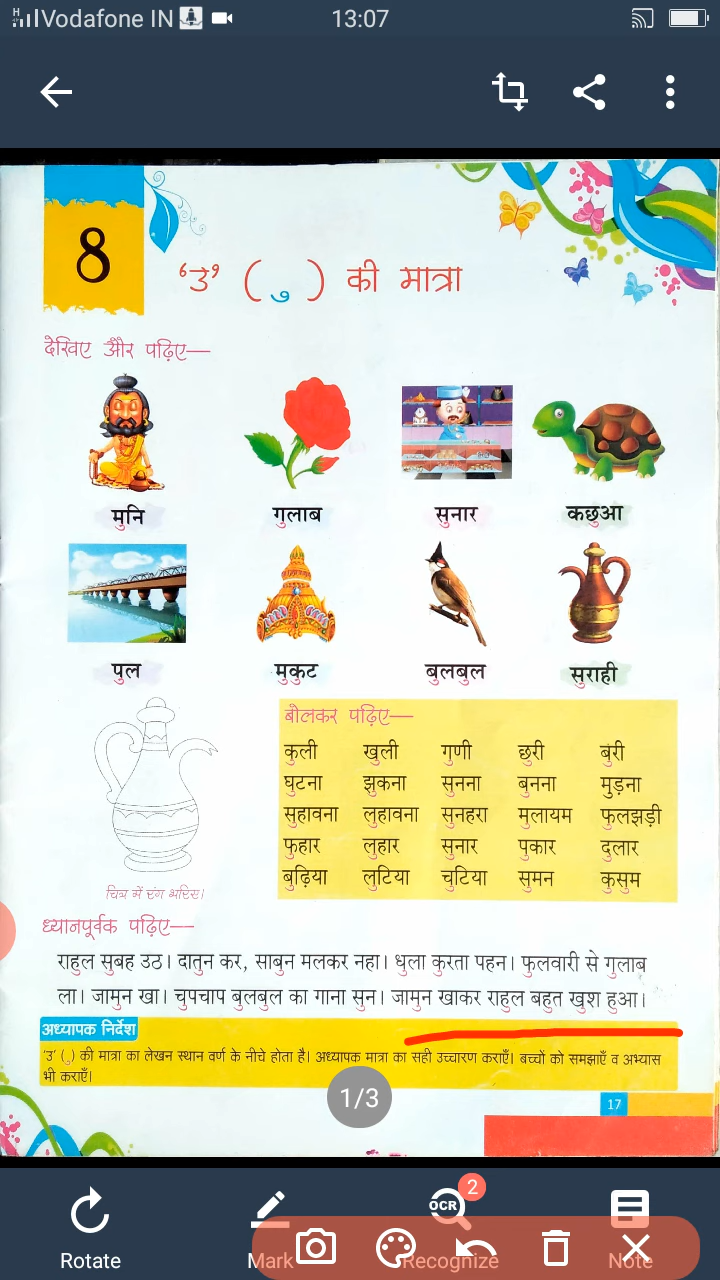 Vodafone IN
13:07
8
'उ' ( ु ) की मात्रा
देखिए और पढ़िए—
मुनि गुलाब सुनार कछुआ
पुल मुकुट बुलबुल सुराही
बोलकर पढ़िए—
कुली खुली गुणी छुरी बुरी
घुटना झुकना सुनना बुनना मुड़ना
सुहावना लुहावना सुनहरा मुलायम फुलझड़ी
फुहार लुहार सुनार पुकार दुलार
बुढ़िया लुटिया चुटिया सुमन कुसुम
चित्र में रंग भरिए।
ध्यानपूर्वक पढ़िए—
राहुल सुबह उठ। दातुन कर, साबुन मलकर नहा। धुला कुरता पहन। फुलवारी से गुलाब
ला। जामुन खा। चुपचाप बुलबुल का गाना सुन। जामुन खाकर राहुल बहुत खुश हुआ।
अध्यापक निर्देश
'उ' ( ु ) की मात्रा का लेखन स्थान वर्ण के नीचे होता है। अध्यापक मात्रा का सही उच्चारण कराएँ। बच्चों को समझाएँ व अभ्यास
भी कराएँ।
1/3
17
OCR 2
Rotate Mark Recognize Note